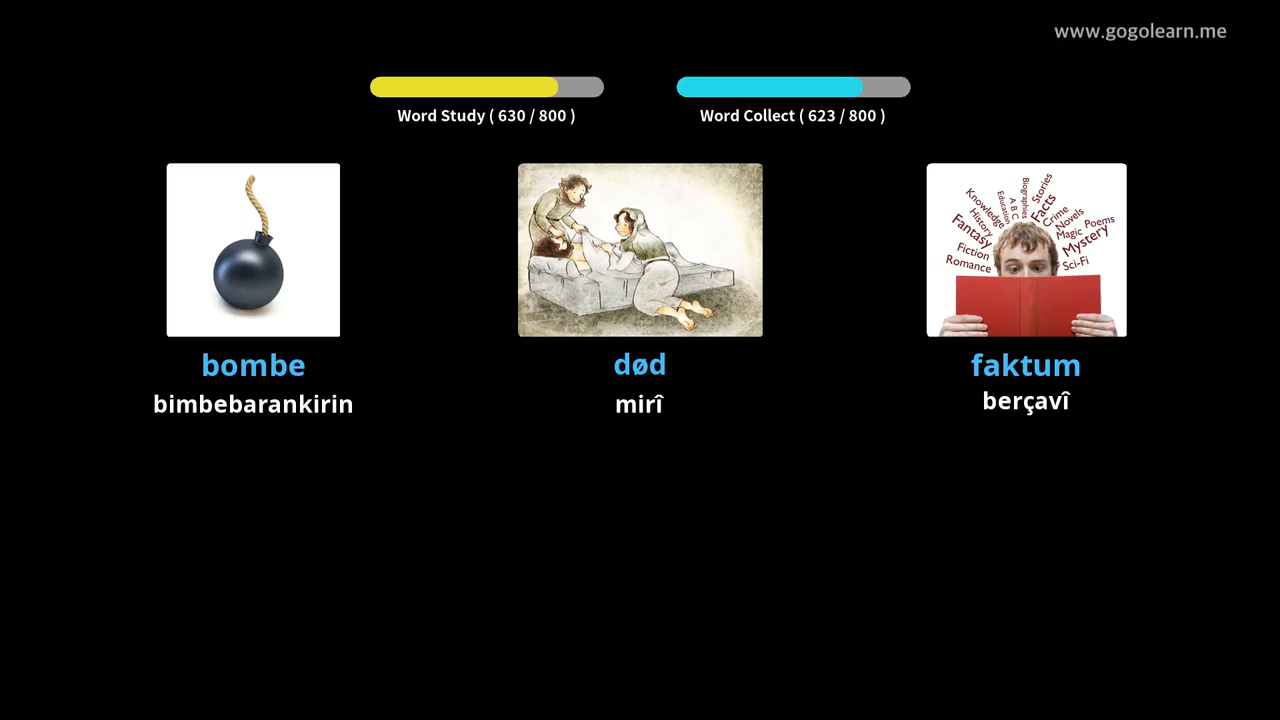 www.gogolearn.me
Word Study ( 630 / 800 )
Word Collect ( 623 / 800 )
Knowledge
History
Fantasy
Fiction
Romance
Education
A B C
Biographies
Stories
Facts
Crime
Novels
Magic
Poems
Mystery
Sci-Fi
bombe
død
faktum
bimbebarankirin
mirî
berçavî